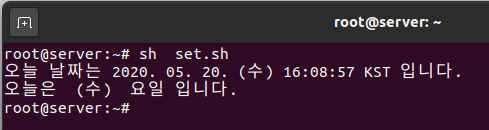 root@server: ~
root@server:~# sh  set.sh
오늘 날짜는 2020. 05. 20. (수) 16:08:57 KST 입니다.
오늘은  (수)  요일 입니다.
root@server:~#